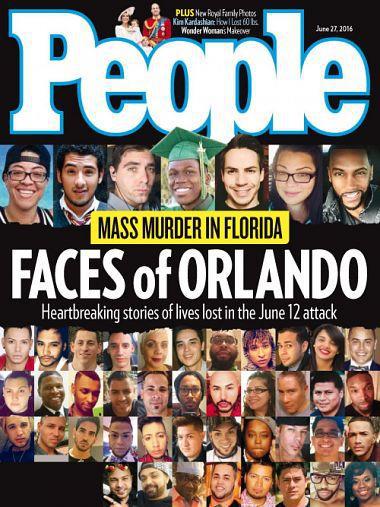 PLUS New Royal Family Photos
Kim Kardashian: How I Lost 60 lbs.
Wonder Woman's Makeover
June 27, 2016
People
MASS MURDER IN FLORIDA
FACES of ORLANDO
Heartbreaking stories of lives lost in the June 12 attack